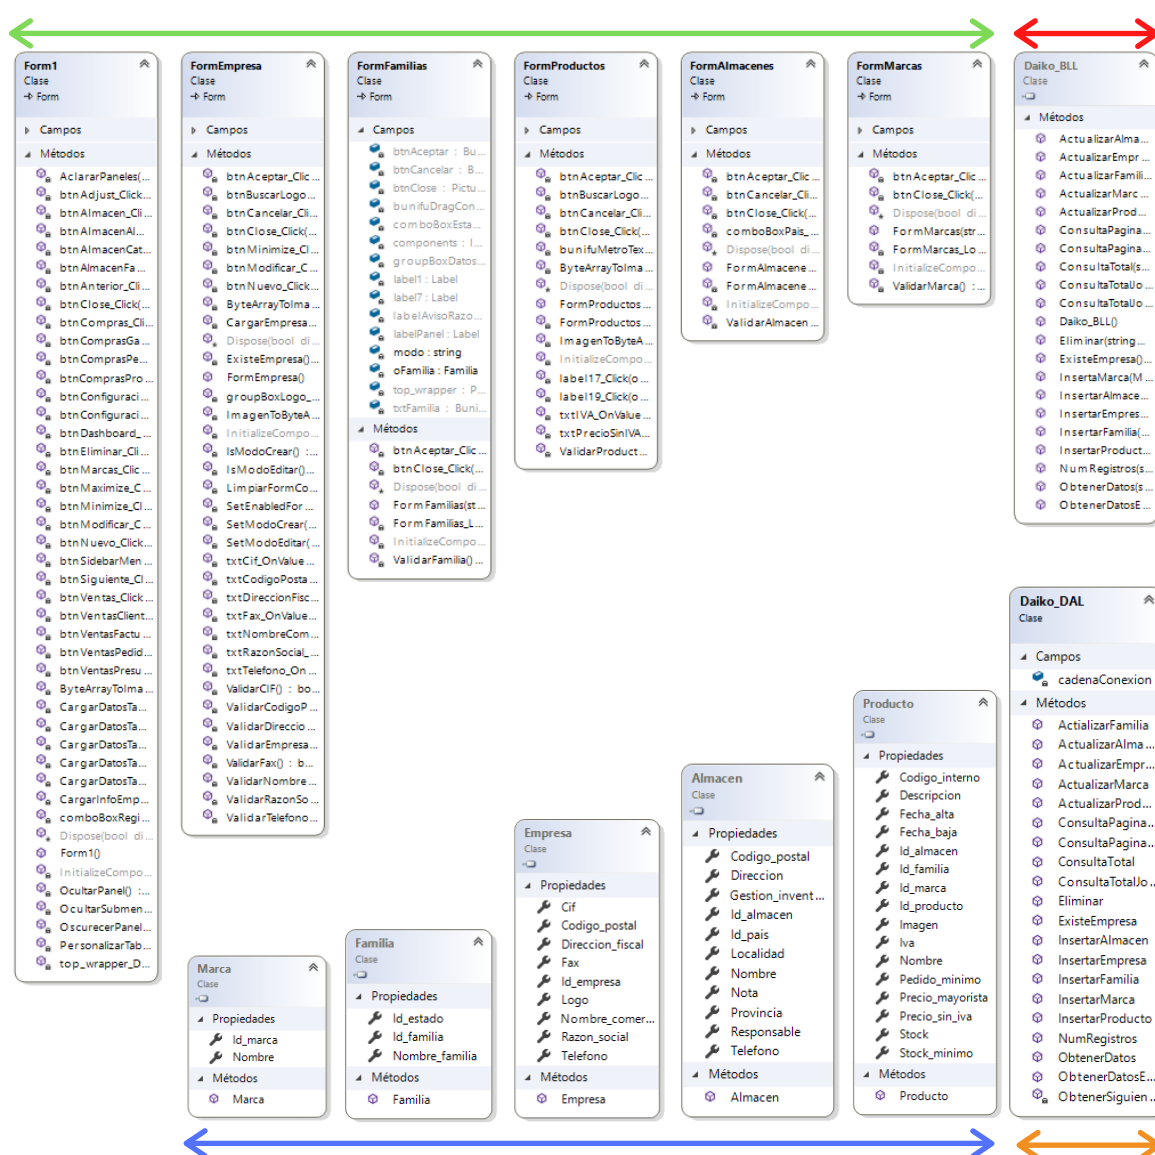 Form1
Clase
Form
Campos
Métodos
AclararPaneles(...
btnAdjust_Click...
btnAlmacen_Cli...
btnAlmacenAl...
btnAlmacenCat...
btnAlmacenFa...
btnAnterior_Cli...
btnClose_Click(...
btnCompras_Cli...
btnComprasGa...
btnComprasPe...
btnComprasPro...
btnConfiguraci...
btnConfiguraci...
btnDashboard_...
btnEliminar_Cli...
btnMarcas_Clic...
btnMaximize_C...
btnMinimize_Cl...
btnModificar_C...
btnNuevo_Click...
btnSidebarMen...
btnSiguiente_Cl...
btnVentas_Click...
btnVentasClient...
btnVentasFactu...
btnVentasPedid...
btnVentasPresu...
ByteArrayToIma...
CargarDatosTa...
CargarDatosTa...
CargarDatosTa...
CargarDatosTa...
CargarDatosTa...
CargarInfoEmp...
comboBoxRegi...
Dispose(bool di...
Form1()
InitializeCompo...
OcultarPanel() :...
OcultarSubmen...
OscurecerPanel...
PersonalizarTab...
top_wrapper_D...
FormEmpresa
Clase
Form
Campos
Métodos
btnAceptar_Clic...
btnBuscarLogo...
btnCancelar_Cli...
btnClose_Click(...
btnMinimize_Cl...
btnModificar_C...
btnNuevo_Click...
ByteArrayToIma...
CargarEmpresa...
Dispose(bool di...
ExisteEmpresa()...
FormEmpresa()
groupBoxLogo_...
ImagenToByteA...
InitializeCompo...
IsModoCrear() :...
IsModoEditar()...
LimpiarFormCo...
SetEnabledFor...
SetModoCrear(...
SetModoEditar(...
txtCif_OnValue...
txtCodigoPosta...
txtDireccionFisc...
txtFax_OnValue...
txtNombreCom...
txtRazonSocial_...
txtTelefono_On...
ValidarCIF() : bo...
ValidarCodigoP...
ValidarDireccio...
ValidarEmpresa...
ValidarFax() : b...
ValidarNombre...
ValidarRazonSo...
ValidarTelefono...
FormFamilias
Clase
Form
Campos
btnAceptar : Bu...
btnCancelar : B...
btnClose : Pictu...
bunifuDragCon...
comboBoxEsta...
components : I...
groupBoxDatos...
label1 : Label
label7 : Label
labelAvisoRazo...
labelPanel : Label
modo : string
oFamilia : Familia
top_wrapper : P...
txtFamilia : Buni...
Métodos
btnAceptar_Clic...
btnClose_Click(...
Dispose(bool di...
FormFamilias(st...
FormFamilias_L...
InitializeCompo...
ValidarFamilia()...
FormProductos
Clase
Form
Campos
Métodos
btnAceptar_Clic...
btnBuscarLogo...
btnCancelar_Cli...
btnClose_Click(...
bunifuMetroTex...
ByteArrayToIma...
Dispose(bool di...
FormProductos...
FormProductos...
ImagenToByteA...
InitializeCompo...
label17_Click(o...
label19_Click(o...
txtIVA_OnValue...
txtPrecioSinIVA...
ValidarProduct...
FormAlmacenes
Clase
Form
Campos
Métodos
btnAceptar_Clic...
btnCancelar_Cli...
btnClose_Click(...
comboBoxPais_...
Dispose(bool di...
FormAlmacene...
FormAlmacene...
InitializeCompo...
ValidarAlmacen...
FormMarcas
Clase
Form
Campos
Métodos
btnAceptar_Clic...
btnClose_Click(...
Dispose(bool di...
FormMarcas(str...
FormMarcas_Lo...
InitializeCompo...
ValidarMarca() :...
Daiko_BLL
Clase
Métodos
ActualizarAlma...
ActualizarEmpr...
ActualizarFamili...
ActualizarMarc...
ActualizarProd...
ConsultaPagina...
ConsultaPagina...
ConsultaTotal(s...
ConsultaTotalJo...
ConsultaTotalJo...
Daiko_BLL()
Eliminar(string...
ExisteEmpresa()...
InsertaMarca(M...
InsertarAlmace...
InsertarEmpres...
InsertarFamilia(...
InsertarProduct...
NumRegistros(s...
ObtenerDatos(s...
ObtenerDatosE...
Marca
Clase
Propiedades
Id_marca
Nombre
Métodos
Marca
Familia
Clase
Propiedades
Id_estado
Id_familia
Nombre_familia
Métodos
Familia
Empresa
Clase
Propiedades
Cif
Codigo_postal
Direccion_fiscal
Fax
Id_empresa
Logo
Nombre_comer...
Razon_social
Telefono
Métodos
Empresa
Almacen
Clase
Propiedades
Codigo_postal
Direccion
Gestion_invent...
Id_almacen
Id_pais
Localidad
Nombre
Nota
Provincia
Responsable
Telefono
Métodos
Almacen
Producto
Clase
Propiedades
Codigo_interno
Descripcion
Fecha_alta
Fecha_baja
Id_almacen
Id_familia
Id_marca
Id_producto
Imagen
Iva
Nombre
Pedido_minimo
Precio_mayorista
Precio_sin_iva
Stock
Stock_minimo
Métodos
Producto
Daiko_DAL
Clase
Campos
cadenaConexion
Métodos
ActializarFamilia
ActualizarAlma...
ActualizarEmpr...
ActualizarMarca
ActualizarProd...
ConsultaPagina...
ConsultaPagina...
ConsultaTotal
ConsultaTotalJo...
Eliminar
ExisteEmpresa
InsertarAlmacen
InsertarEmpresa
InsertarFamilia
InsertarMarca
InsertarProducto
NumRegistros
ObtenerDatos
ObtenerDatosE...
ObtenerSiguien...